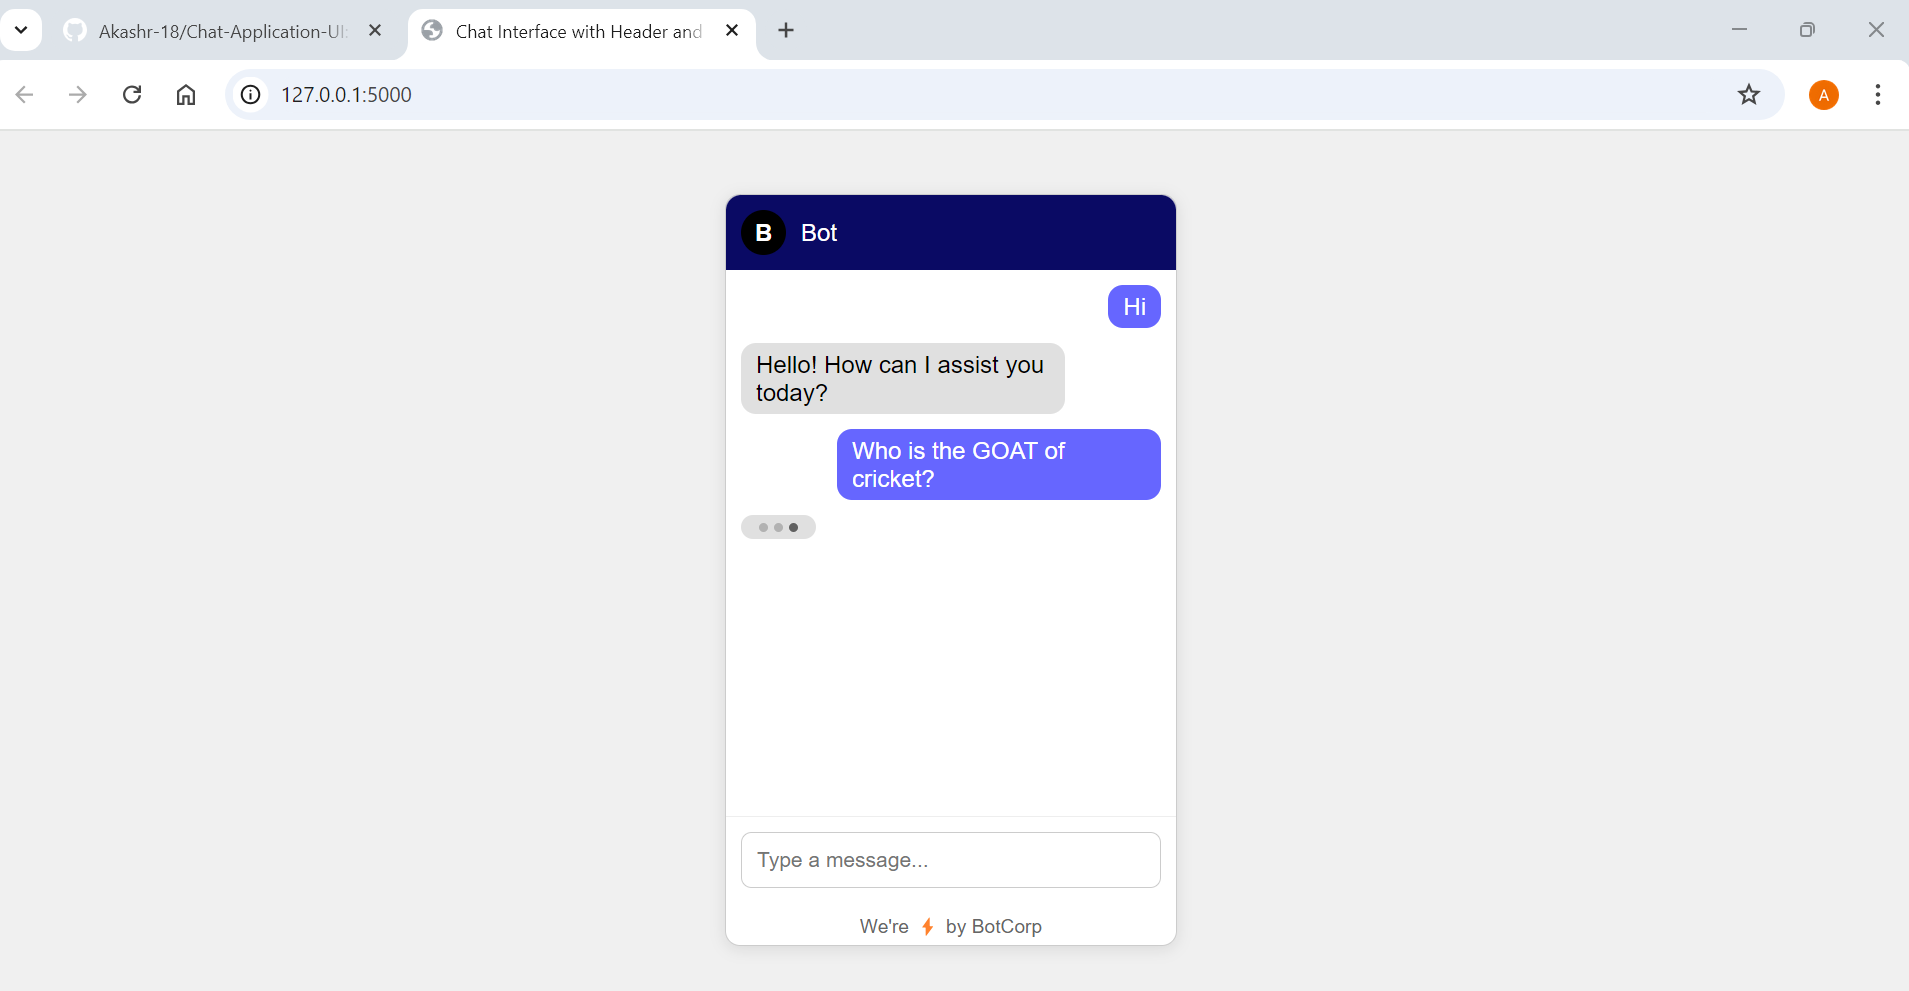 Akashr-18/Chat-Application-UI:
Chat Interface with Header and
127.0.0.1:5000
A
B
Bot
Hi
Hello! How can I assist you
today?
Who is the GOAT of
cricket?
Type a message...
We're
by BotCorp